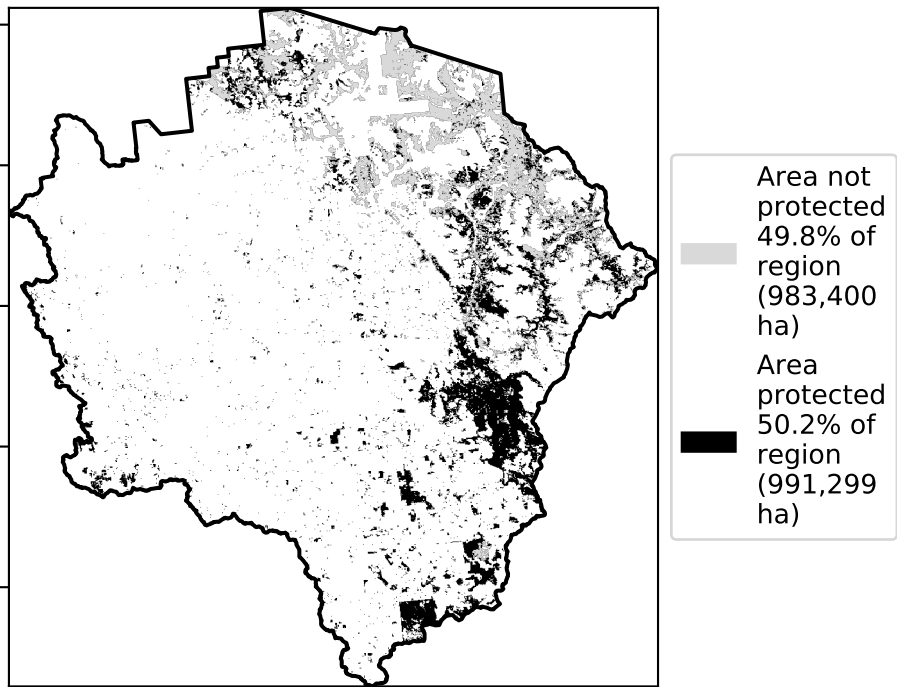 Area not
protected
49.8% of
region
(983,400
ha)
Area
protected
50.2% of
region
(991,299
ha)